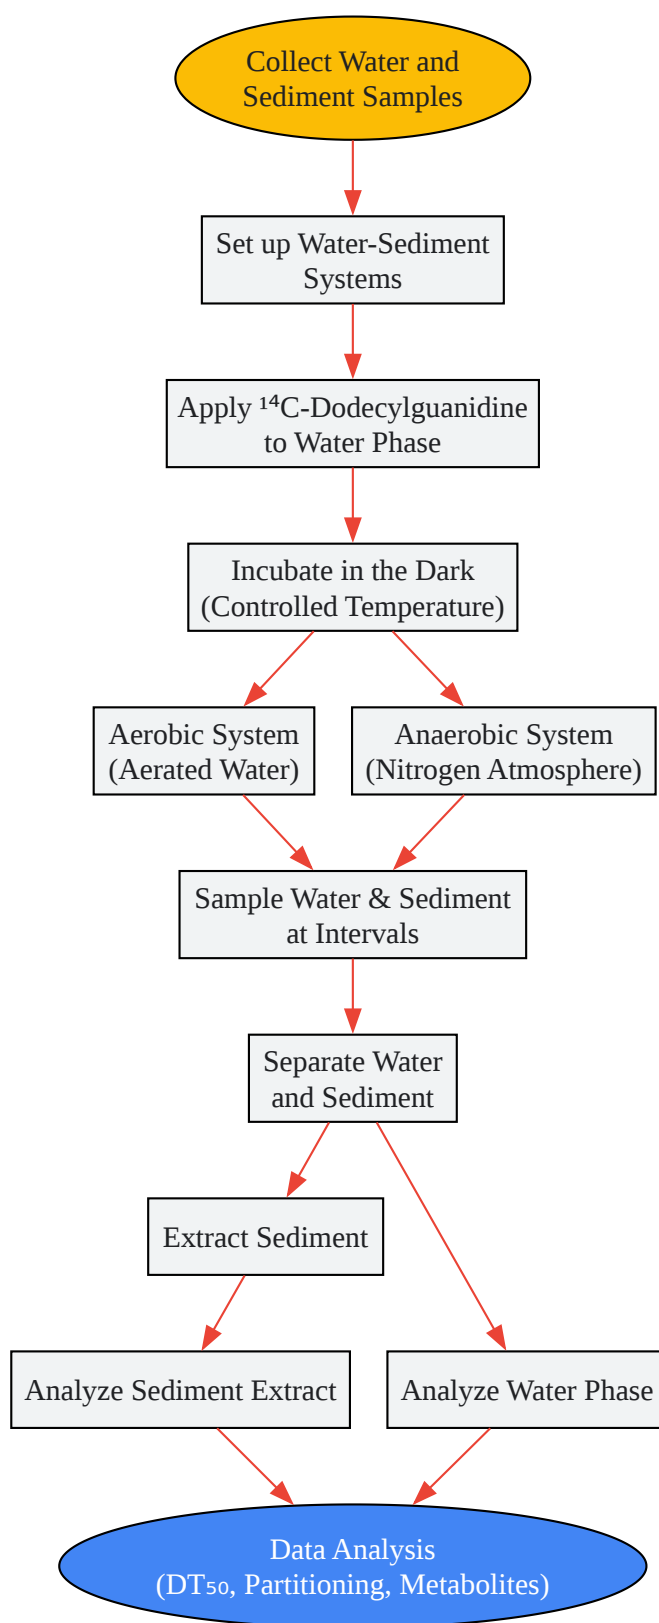 Collect Water and
Sediment Samples
Set up Water-Sediment
Systems
Apply ¹⁴C-Dodecylguanidine
to Water Phase
Incubate in the Dark
(Controlled Temperature)
Aerobic System
(Aerated Water)
Anaerobic System
(Nitrogen Atmosphere)
Sample Water & Sediment
at Intervals
Separate Water
and Sediment
Extract Sediment
Analyze Sediment Extract
Analyze Water Phase
Data Analysis
(DT₅₀, Partitioning, Metabolites)